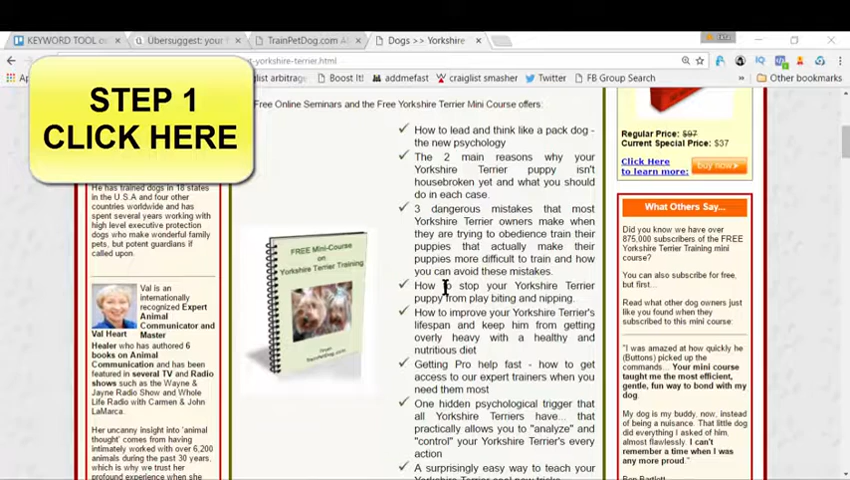 KEYWORD TOOL
Ubersuggest: your
TrainPetDog.com
Dogs >> Yorkshire
yorkshire-terrier.html
arbitrage
Boost It!
addmefast
craiglist smasher
Twitter
FB Group Search
»
Other bookmarks
STEP 1
CLICK HERE
He has trained dogs in 18 states
in the U.S.A and four other
countries worldwide and has
spent several years working with
high level executive protection
dogs who make wonderful family
pets, but potent guardians if
called upon.
Val is an
internationally
recognized Expert
Animal
Communicator and
Val Heart Master
Healer who has authored 6
books on Animal
Communication and has been
featured in several TV and Radio
shows such as the Wayne &
Jayne Radio Show and Whole
Life Radio with Carmen & John
LaMarca.
Her uncanny insight into 'animal
thought' comes from having
intimately worked with over 6,200
animals during the past 30 years,
which is why we trust her
profound experience when she
Free Online Seminars and the Free Yorkshire Terrier Mini Course offers:
FREE Mini-Course
on
Yorkshire Terrier Training
TrainPetDog.com
How to lead and think like a pack dog -
the new psychology
The 2 main reasons why your
Yorkshire Terrier puppy isn't
housebroken yet and what you should
do in each case.
3 dangerous mistakes that most
Yorkshire Terrier owners make when
they are trying to obedience train their
puppies that actually make their
puppies more difficult to train and how
you can avoid these mistakes.
How to stop your Yorkshire Terrier
puppy from play biting and nipping.
How to improve your Yorkshire Terrier's
lifespan and keep him from getting
overly heavy with a healthy and
nutritious diet
Getting Pro help fast - how to get
access to our expert trainers when you
need them most
One hidden psychological trigger that
all Yorkshire Terriers have... that
practically allows you to "analyze" and
"control" your Yorkshire Terrier's every
action
A surprisingly easy way to teach your
Yorkshire Terrier cool new tricks
Regular Price: $97
Current Special Price: $37
Click Here
to learn more:
buy now
What Others Say...
Did you know we have over
875,000 subscribers of the FREE
Yorkshire Terrier Training mini
course?
You can also subscribe for free,
but first...
Read what other dog owners just
like you found when they
subscribed to this mini course:
"I was amazed at how quickly he
(Buttons) picked up the
commands... Your mini course
taught me the most efficient,
gentle, fun way to bond with my
dog.
My dog is my buddy, now, instead
of being a nuisance. That little dog
did everything I asked of him,
almost flawlessly. I can't
remember a time when I was
any more proud."
Ben Bartlett